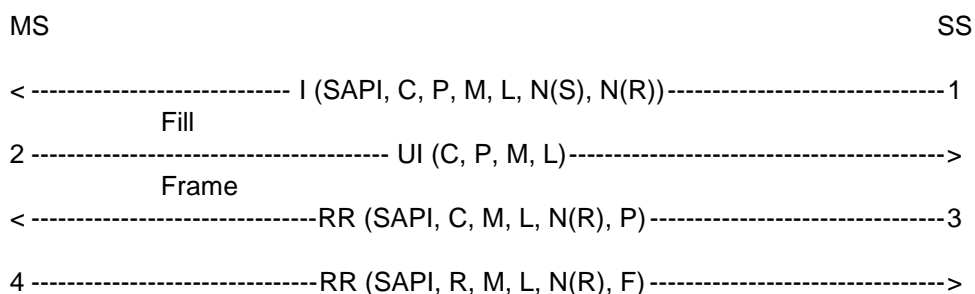 MS SS
< ----------------------------- I (SAPI, C, P, M, L, N(S), N(R))------------------------------- 1
Fill
2 ---------------------------------------- UI (C, P, M, L)------------------------------------------>
Frame
< --------------------------------RR (SAPI, C, M, L, N(R), P) ---------------------------------3
4 --------------------------------RR (SAPI, R, M, L, N(R), F) --------------------------------->